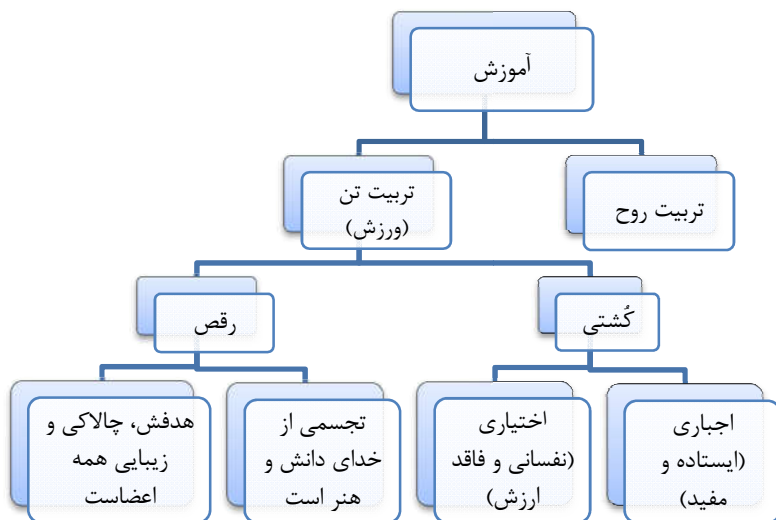 آموزش
تربیت روح
تربیت تن
(ورزش)
کُشتی
رقص
اجباری
(ایستاده و
مفید)
اختیاری
(نفسانی و فاقد
ارزش)
تجسمی از
خدای دانش و
هنر است
هدفش، چالاکی و
زیبایی همه
اعضاست